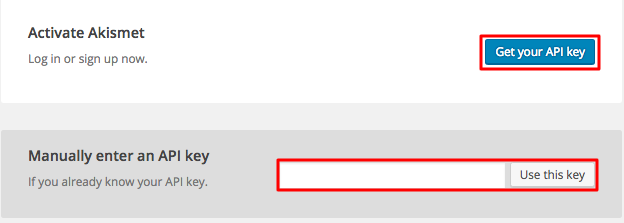 Activate Akismet
Log in or sign up now.
Get your API key
Manually enter an API key
If you already know your API key.
Use this key